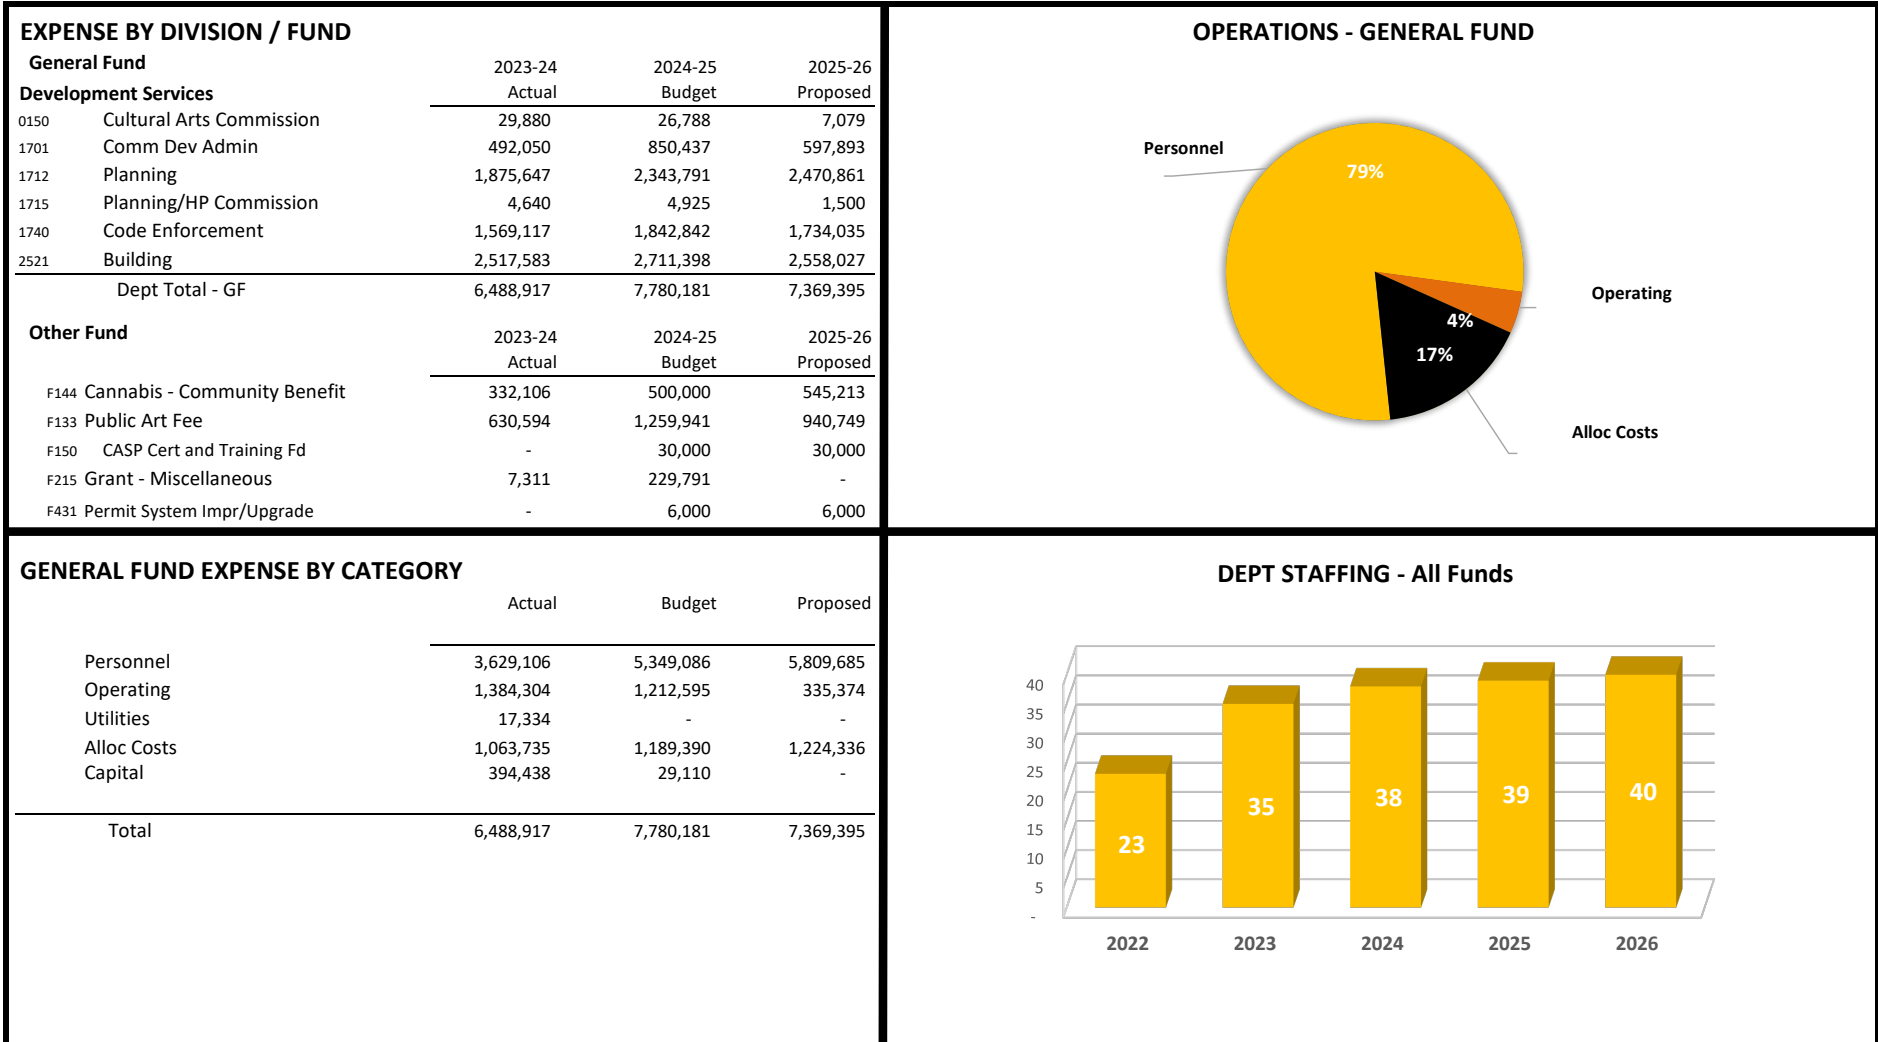 EXPENSE BY DIVISION / FUND
General Fund 2023-24 2024-25 2025-26
Development Services Actual Budget Proposed
0150 Cultural Arts Commission 29,880 26,788 7,079
1701 Comm Dev Admin 492,050 850,437 597,893
1712 Planning 1,875,647 2,343,791 2,470,861
1715 Planning/HP Commission 4,640 4,925 1,500
1740 Code Enforcement 1,569,117 1,842,842 1,734,035
2521 Building 2,517,583 2,711,398 2,558,027
Dept Total - GF 6,488,917 7,780,181 7,369,395
Other Fund 2023-24 2024-25 2025-26
Actual Budget Proposed
F144 Cannabis - Community Benefit 332,106 500,000 545,213
F133 Public Art Fee 630,594 1,259,941 940,749
F150 CASP Cert and Training Fd - 30,000 30,000
F215 Grant - Miscellaneous 7,311 229,791 -
F431 Permit System Impr/Upgrade - 6,000 6,000
OPERATIONS - GENERAL FUND
Personnel
79%
Operating
4%
17%
Alloc Costs
GENERAL FUND EXPENSE BY CATEGORY
Actual Budget Proposed
Personnel 3,629,106 5,349,086 5,809,685
Operating 1,384,304 1,212,595 335,374
Utilities 17,334 - -
Alloc Costs 1,063,735 1,189,390 1,224,336
Capital 394,438 29,110 -
Total 6,488,917 7,780,181 7,369,395
DEPT STAFFING - All Funds
40
35
30
25
20
15
10
5
-
23 35 38 39 40
2022 2023 2024 2025 2026